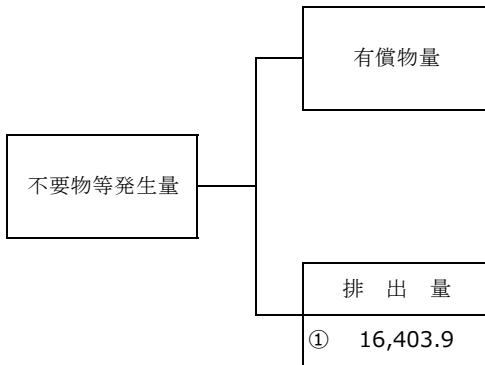 有償物量
不要物等発生量
排 出 量
① 16,403.9